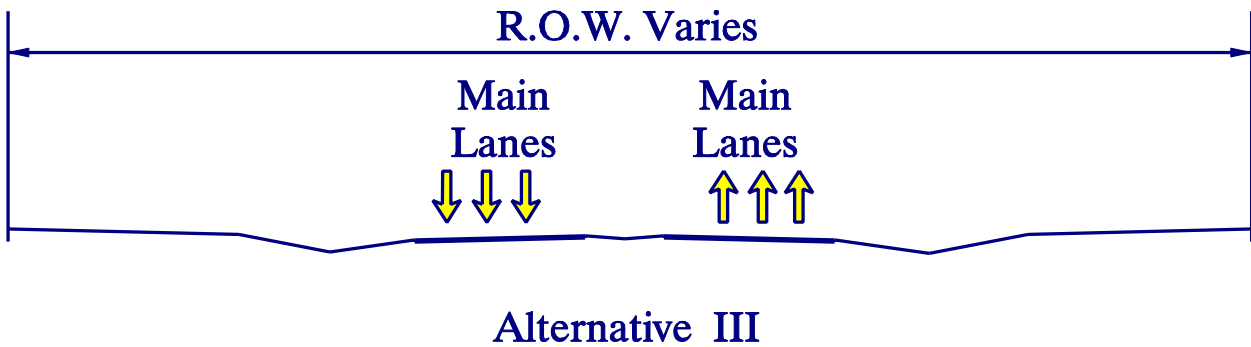 R.O.W. Varies
Main
Lanes
Main
Lanes
Alternative III